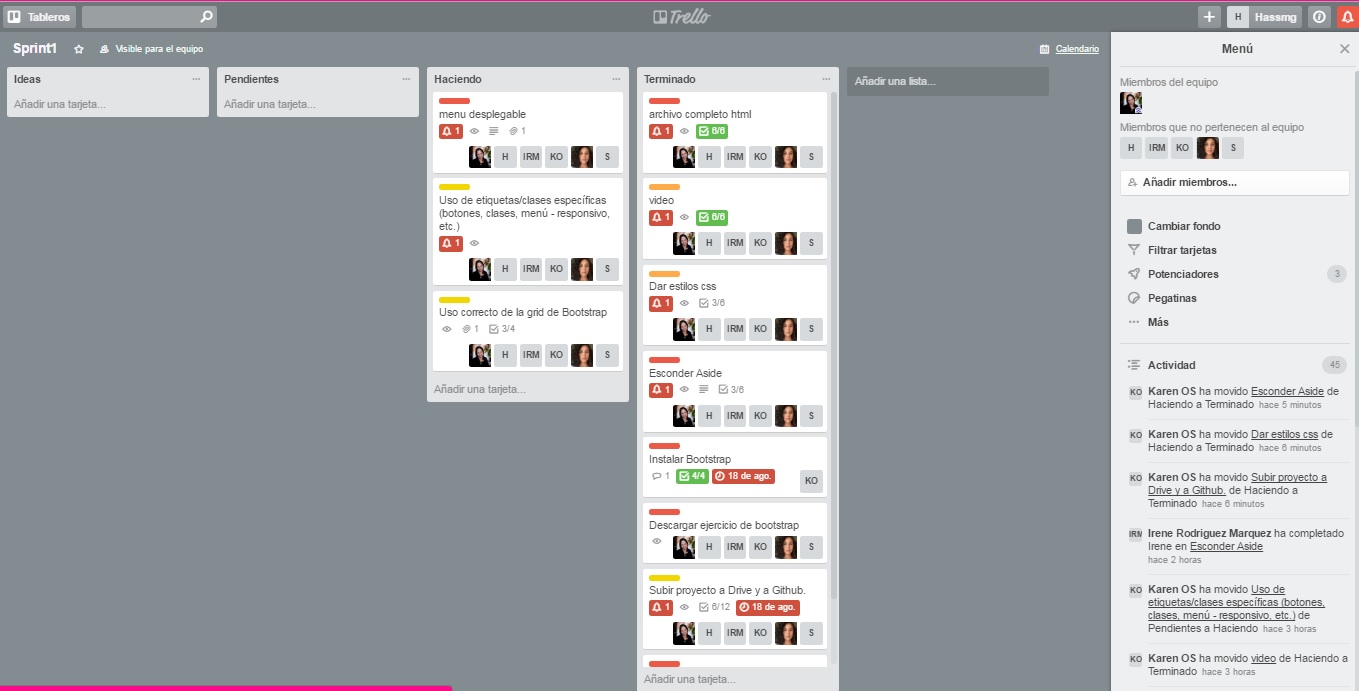 Tableros
Trello
H Hassmg
Sprint1
Visible para el equipo
Calendario
Ideas
Añadir una tarjeta...
Pendientes
Añadir una tarjeta...
Haciendo
menu desplegable
1
1
H IRM KO S
Uso de etiquetas/clases específicas
(botones, clases, menú - responsivo,
etc.)
1
H IRM KO S
Uso correcto de la grid de Bootstrap
1 3/4
H IRM KO S
Añadir una tarjeta...
Terminado
archivo completo html
1 6/6
H IRM KO S
video
1 6/6
H IRM KO S
Dar estilos css
1 3/6
H IRM KO S
Esconder Aside
1 3/6
H IRM KO S
Instalar Bootstrap
1 4/4 18 de ago.
KO
Descargar ejercicio de bootstrap
H IRM KO S
Subir proyecto a Drive y a Github.
1 6/12 18 de ago.
H IRM KO S
Añadir una tarjeta...
Añadir una lista...
Menú
Miembros del equipo
Miembros que no pertenecen al equipo
H IRM KO S
Añadir miembros...
Cambiar fondo
Filtrar tarjetas
Potenciadores 3
Pegatinas
Más
Actividad 45
KO Karen OS ha movido Esconder Aside de
Haciendo a Terminado hace 5 minutos
KO Karen OS ha movido Dar estilos css de
Haciendo a Terminado hace 6 minutos
KO Karen OS ha movido Subir proyecto a
Drive y a Github. de Haciendo a
Terminado hace 6 minutos
IRM Irene Rodriguez Marquez ha completado
Irene en Esconder Aside
hace 2 horas
KO Karen OS ha movido Uso de
etiquetas/clases específicas (botones,
clases, menú - responsivo, etc.) de
Pendientes a Haciendo hace 3 horas
KO Karen OS ha movido video de Haciendo a
Terminado hace 3 horas